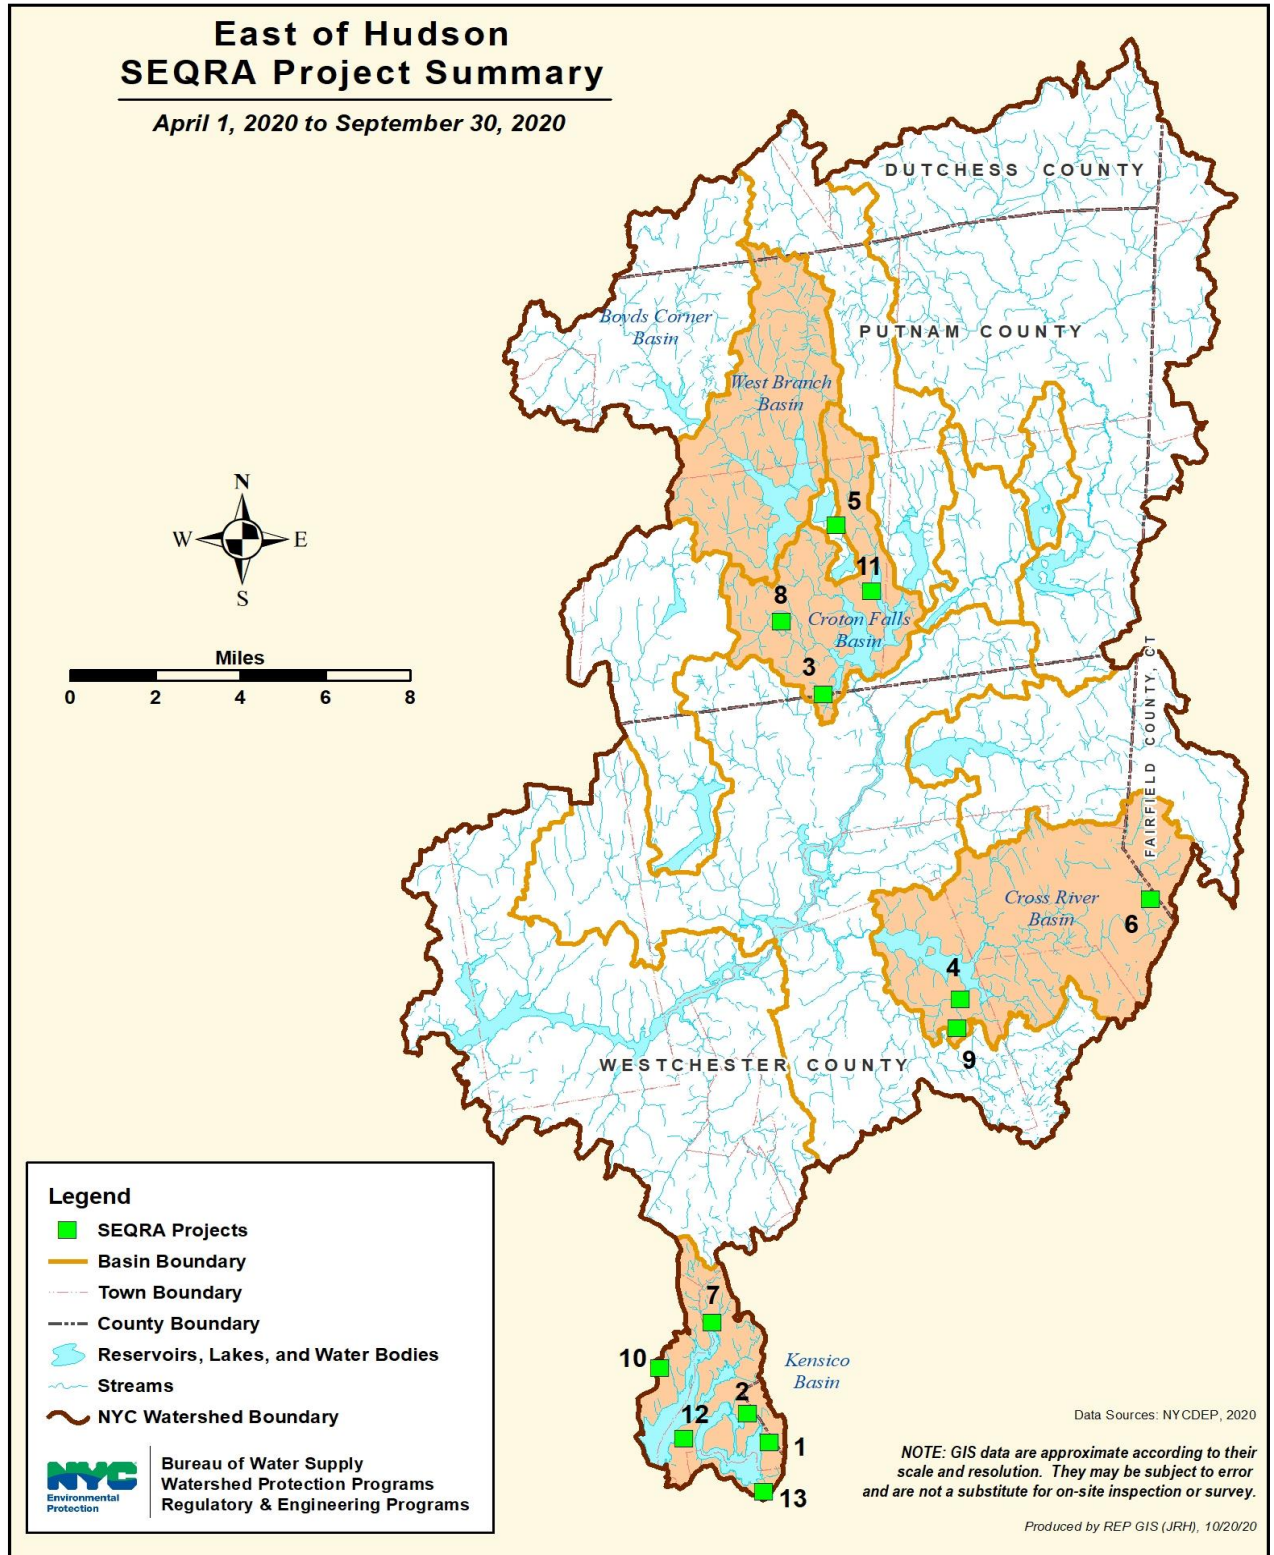 East of Hudson
SEQRA Project Summary
April 1, 2020 to September 30, 2020
DUTCHESS COUNTY
Boyds Corner
Basin
PUTNAM COUNTY
West Branch
Basin
N
W
E
S
5
11
8
Croton Falls
Basin
3
Miles
0 2 4 6 8
FAIRFIELD COUNTY, CT
Cross River
Basin
6
4
9
WESTCHESTER COUNTY
7
10
Kensico
Basin
2
12
1
13
Legend
SEQRA Projects
Basin Boundary
Town Boundary
County Boundary
Reservoirs, Lakes, and Water Bodies
Streams
NYC Watershed Boundary
NYC
Environmental
Protection
Bureau of Water Supply
Watershed Protection Programs
Regulatory & Engineering Programs
Data Sources: NYCDEP, 2020
NOTE: GIS data are approximate according to their
scale and resolution. They may be subject to error
and are not a substitute for on-site inspection or survey.
Produced by REP GIS (JRH), 10/20/20